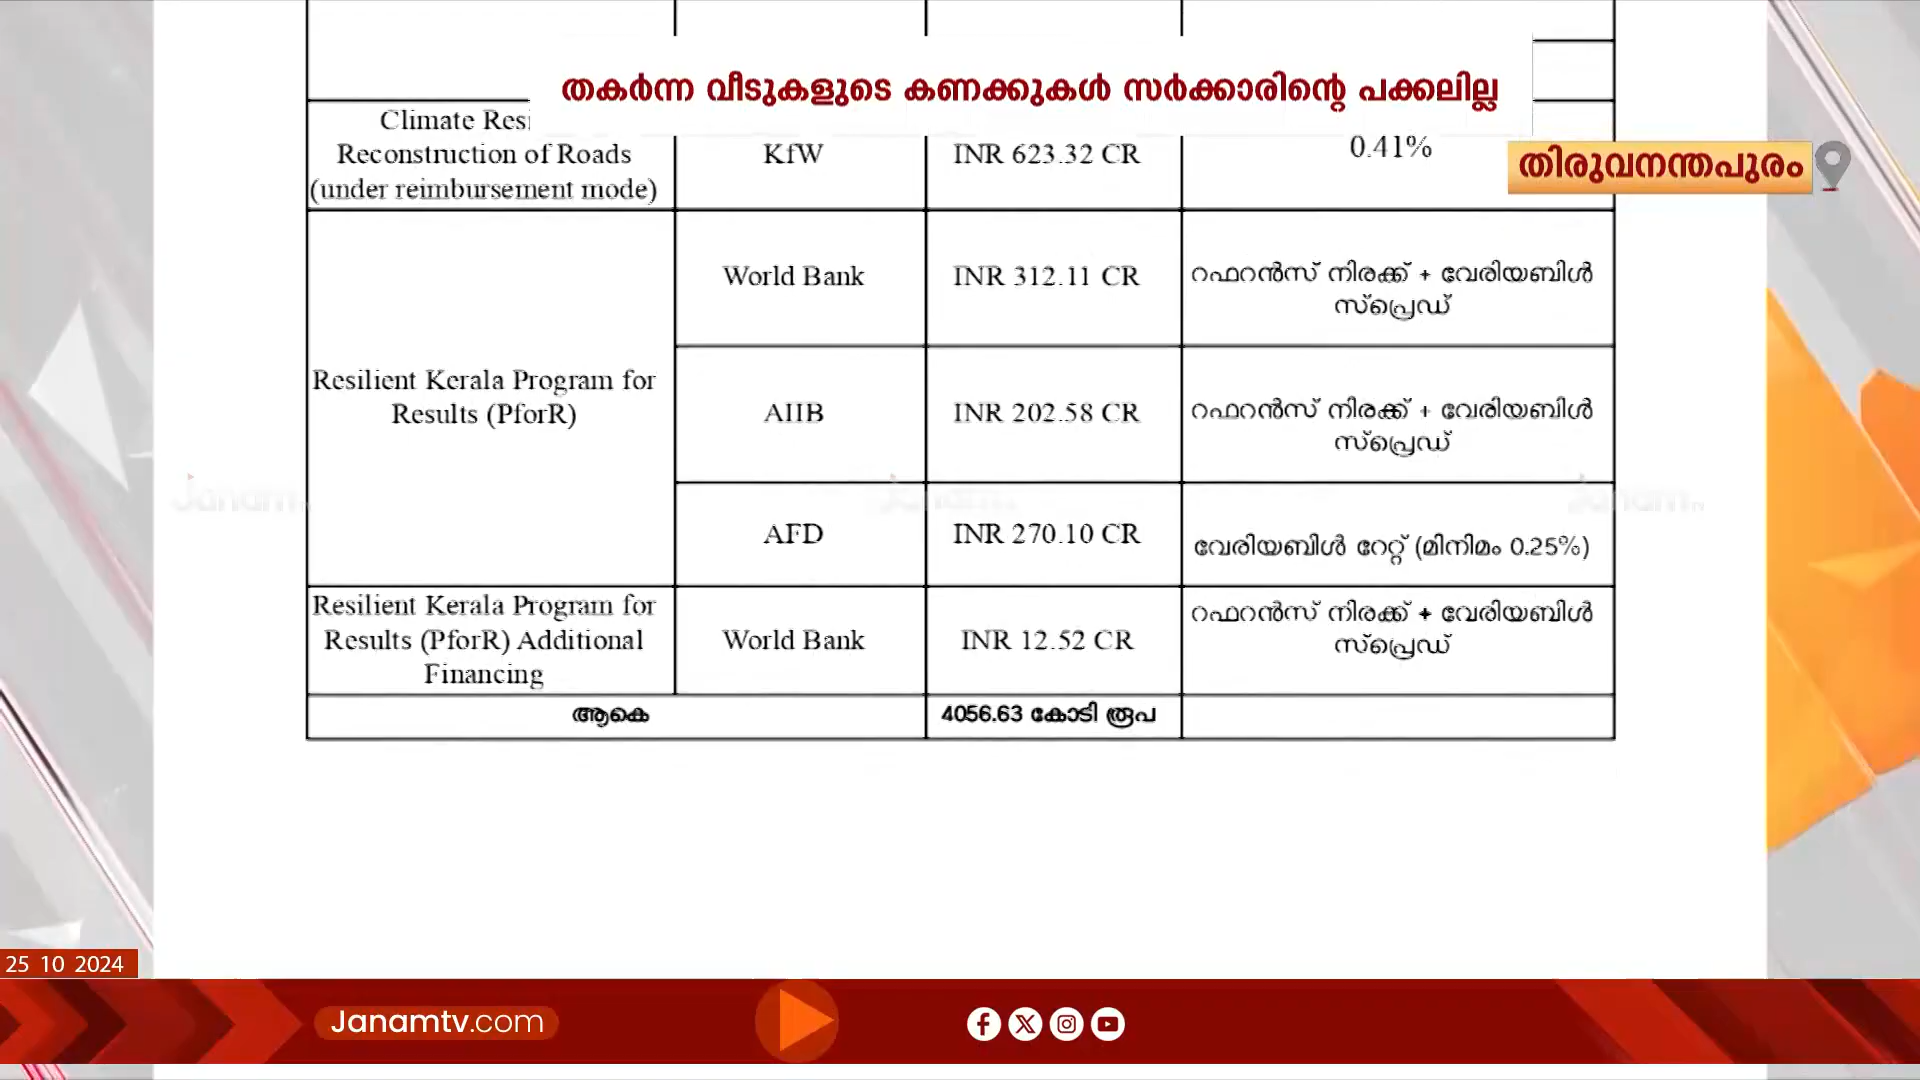 തകർന്ന വീടുകളുടെ കണക്കുകൾ സർക്കാരിന്റെ പക്കലില്ല
തിരുവനന്തപുരം
Climate
Reconstruction of Roads
(under reimbursement mode)
KfW
INR 623.32 CR
0.41%
Resilient Kerala Program for
Results (PforR)
World Bank
INR 312.11 CR
റഫറൻസ് നിരക്ക് + വേരിയബിൾ
സ്പ്രെഡ്
AIIB
INR 202.58 CR
റഫറൻസ് നിരക്ക് + വേരിയബിൾ
സ്പ്രെഡ്
AFD
INR 270.10 CR
വേരിയബിൾ റേറ്റ് (മിനിമം 0.25%)
Resilient Kerala Program for
Results (PforR) Additional
Financing
World Bank
INR 12.52 CR
റഫറൻസ് നിരക്ക് + വേരിയബിൾ
സ്പ്രെഡ്
ആകെ
4056.63 കോടി രൂപ
Janamtv
Janamtv
Janamtv
25 10 2024
Janamtv.com